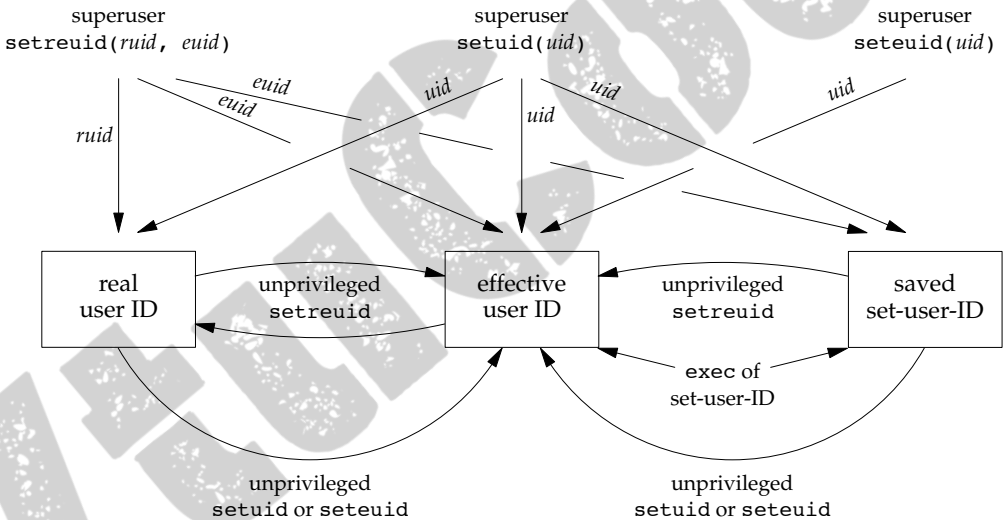 superuser
setreuid(ruid, euid)
superuser
setuid(uid)
superuser
seteuid(uid)
ruid
euid
euid
uid
uid
uid
uid
real
user ID
unprivileged
setreuid
effective
user ID
unprivileged
setreuid
saved
set-user-ID
exec of
set-user-ID
unprivileged
setuid or seteuid
unprivileged
setuid or seteuid